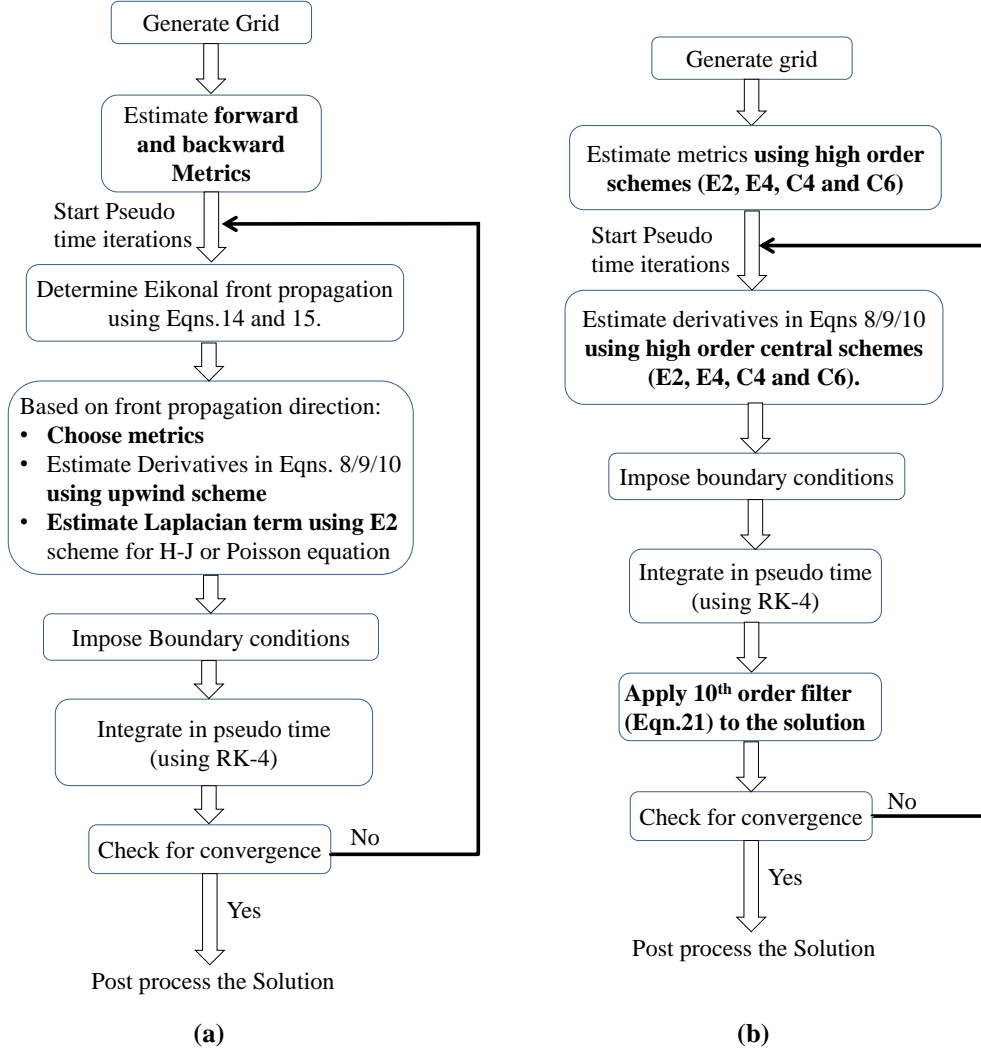 Generate Grid
Estimate forward
and backward
Metrics
Start Pseudo
time iterations
Determine Eikonal front propagation
using Eqns.14 and 15.
Based on front propagation direction:
• Choose metrics
• Estimate Derivatives in Eqns. 8/9/10
using upwind scheme
• Estimate Laplacian term using E2
scheme for H-J or Poisson equation
Impose Boundary conditions
Integrate in pseudo time
(using RK-4)
Check for convergence
No
Yes
Post process the Solution
(a)
Generate grid
Estimate metrics using high order
schemes (E2, E4, C4 and C6)
Start Pseudo
time iterations
Estimate derivatives in Eqns 8/9/10
using high order central schemes
(E2, E4, C4 and C6).
Impose boundary conditions
Integrate in pseudo time
(using RK-4)
Apply 10th order filter
(Eqn.21) to the solution
Check for convergence
No
Yes
Post process the Solution
(b)